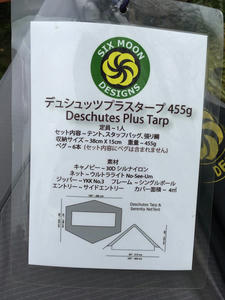 SIX MOON
DESIGNS
デュシュッツプラスタープ 455g
Deschutes Plus Tarp
定員 ~ 1人
セット内容 ~ テント、スタッフバッグ、張り綱
収納サイズ ~ 38cm X 15cm 重量 ~ 455g
ペグ ~ 6本 (セット内容にペグは含まれません)
素材
キャノピー ~ 30D シルナイロン
ネット ~ ウルトラライト No-See-Um
ジッパー ~ YKK No.3 フレーム ~ シングルポール
エントリー ~ サイドエントリー カバー面積 ~ 4㎡
Deschutes Tarp &
Serenity NetTent